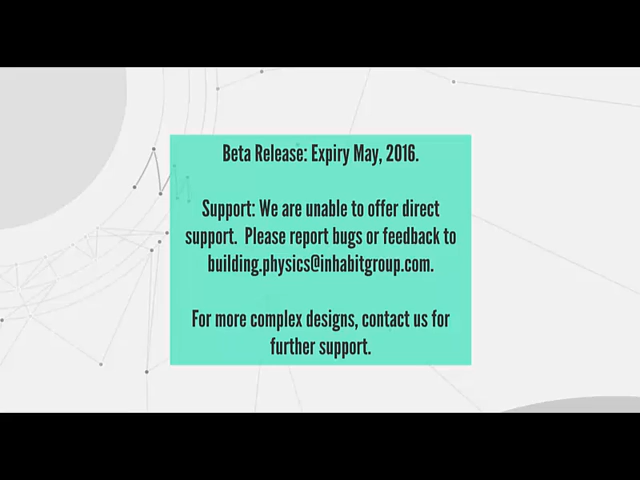 Beta Release: Expiry May, 2016.
Support: We are unable to offer direct
support.  Please report bugs or feedback to
building.physics@inhabitgroup.com.
For more complex designs, contact us for
further support.